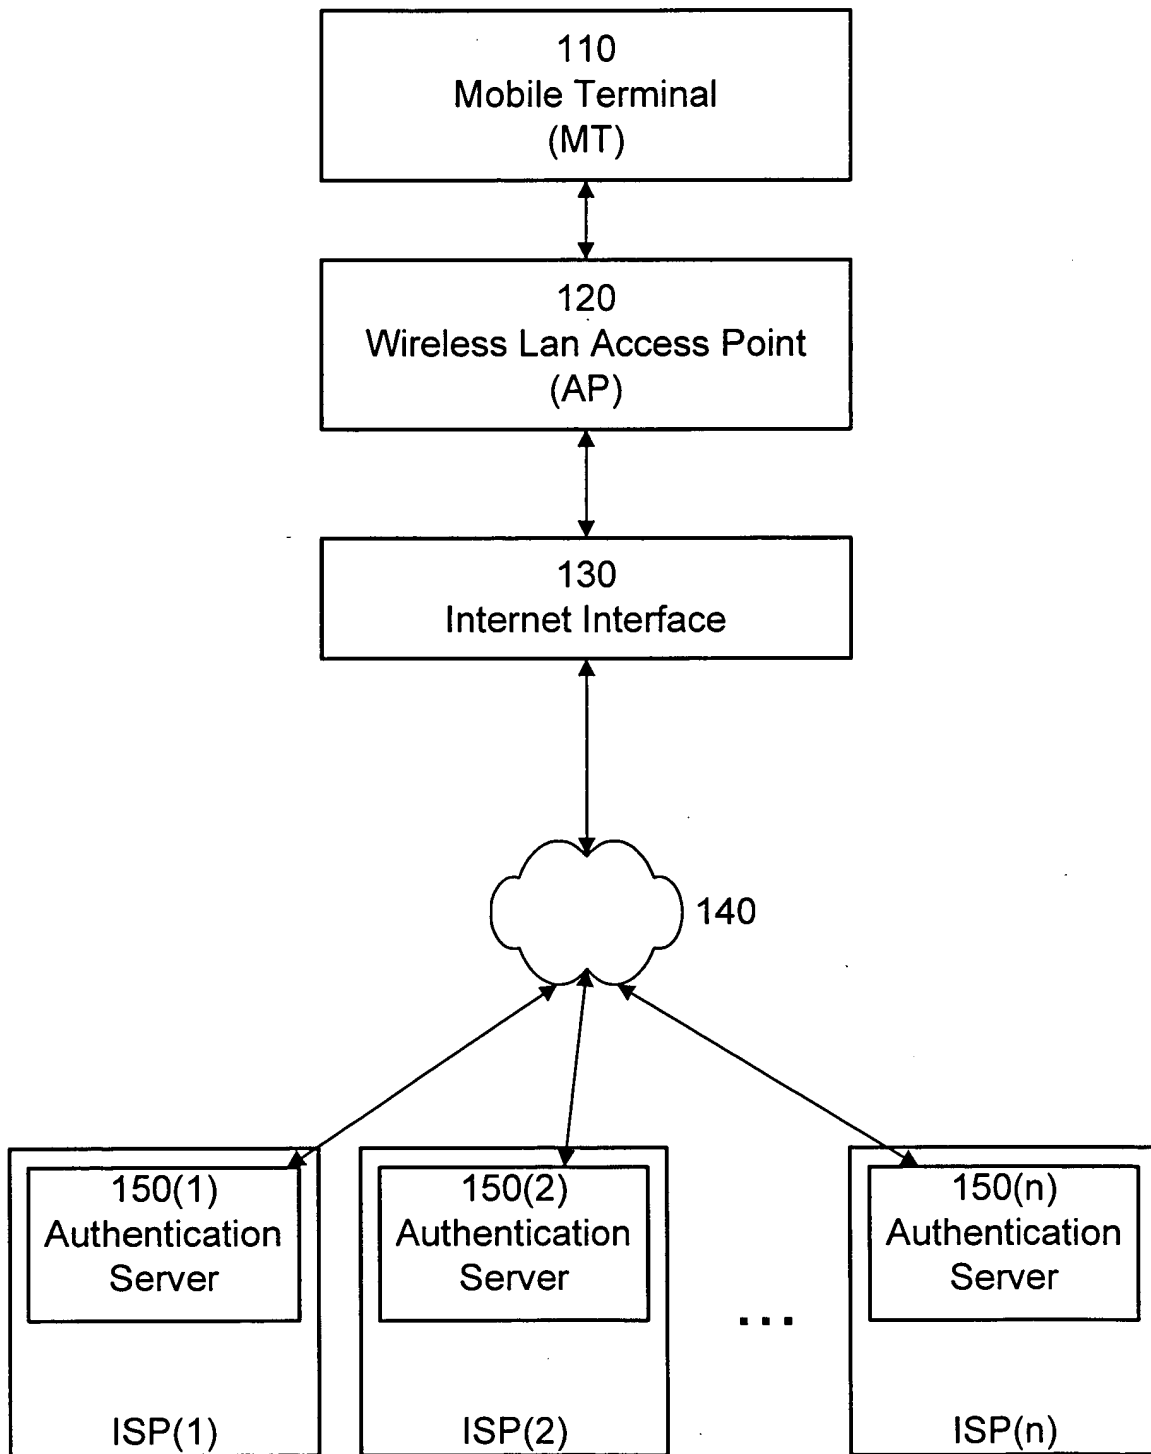 110
Mobile Terminal
(MT)
120
Wireless Lan Access Point
(AP)
130
Internet Interface
140
150(1)
Authentication
Server
ISP(1)
150(2)
Authentication
Server
ISP(2)
...
150(n)
Authentication
Server
ISP(n)